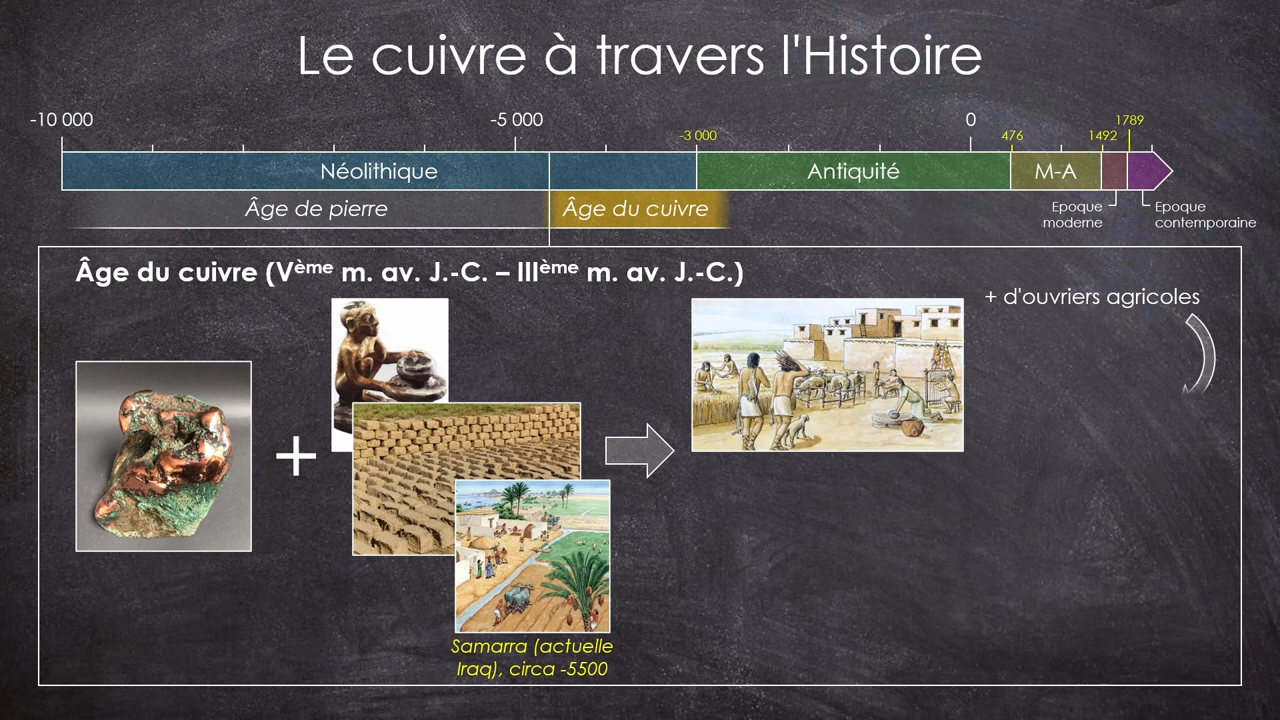 Le cuivre à travers l'Histoire
-10 000
-5 000
0
1789
-3 000
476
1492
Néolithique
Antiquité
M-A
Âge de pierre
Âge du cuivre
Epoque
moderne
Epoque
contemporaine
Âge du cuivre (Vème m. av. J.-C. – IIIème m. av. J.-C.)
+ d'ouvriers agricoles
+
Samarra (actuelle
Iraq), circa -5500